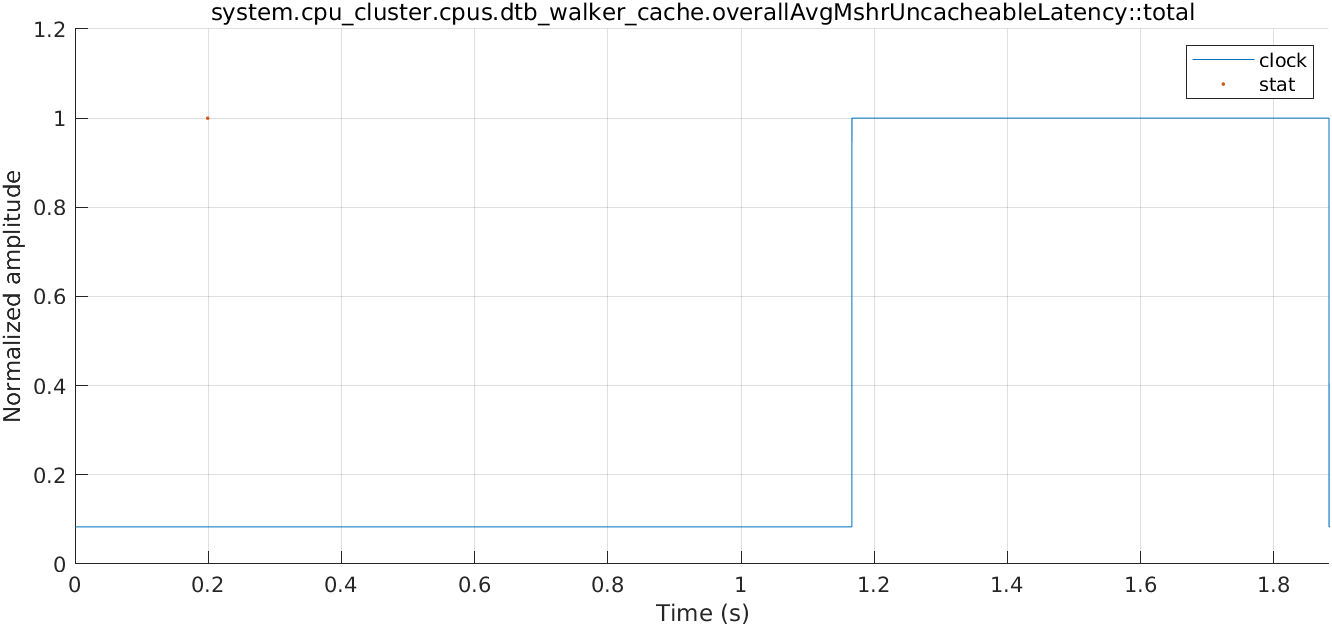 system.cpu_cluster.cpus.dtb_walker_cache.overallAvgMshrUncacheableLatency::total
1.2
1
0.8
0.6
0.4
0.2
0
Normalized amplitude
clock
stat
0 0.2 0.4 0.6 0.8 1 1.2 1.4 1.6 1.8
Time (s)